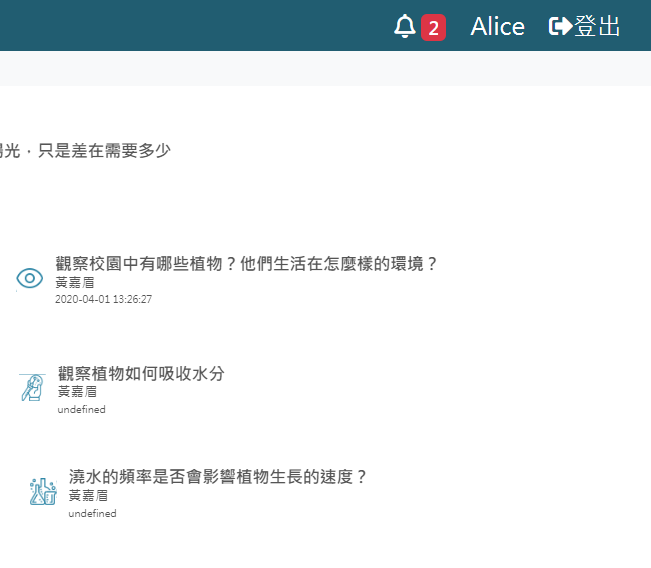 2 Alice 登出
光，只是差在需要多少
觀察校園中有哪些植物？他們生活在怎麼樣的環境？
黃嘉眉
2020-04-01 13:26:27
觀察植物如何吸收水分
黃嘉眉
undefined
澆水的頻率是否會影響植物生長的速度？
黃嘉眉
undefined